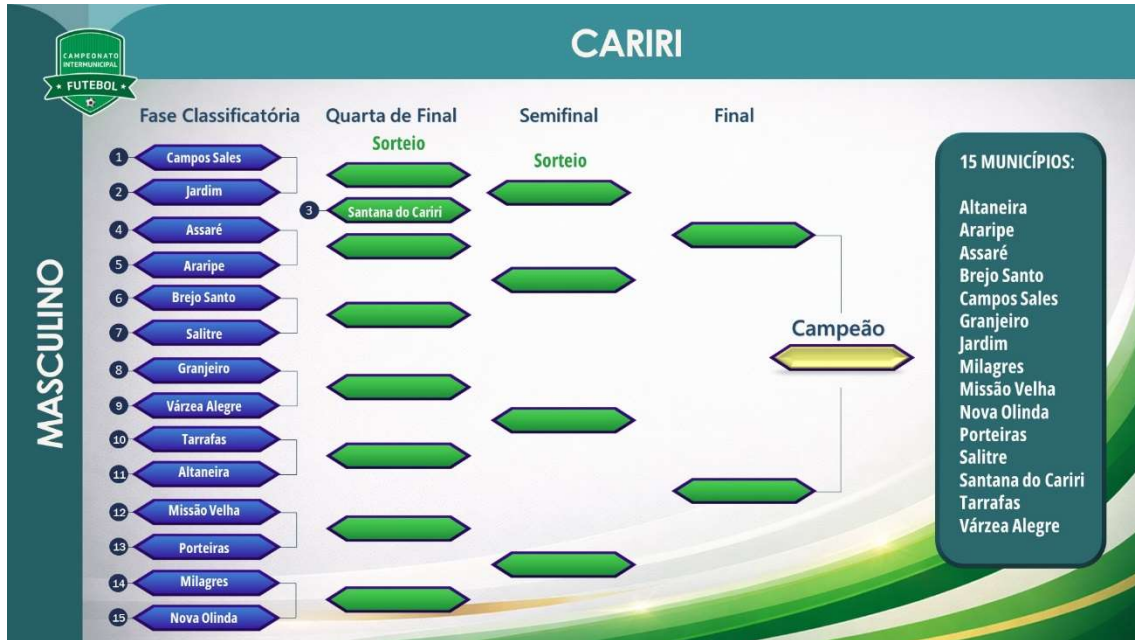 CARIRI
CAMPEONATO
INTERMUNICIPAL
FUTEBOL
MASCULINO
Fase Classificatória
1 Campos Sales
2 Jardim
4 Assaré
5 Araripe
6 Brejo Santo
7 Salitre
8 Granjeiro
9 Várzea Alegre
10 Tarrafas
11 Altaneira
12 Missão Velha
13 Porteiras
14 Milagres
15 Nova Olinda
Quarta de Final
Sorteio
3 Santana do Cariri
Semifinal
Sorteio
Final
Campeão
15 MUNICÍPIOS:
Altaneira
Araripe
Assaré
Brejo Santo
Campos Sales
Granjeiro
Jardim
Milagres
Missão Velha
Nova Olinda
Porteiras
Salitre
Santana do Cariri
Tarrafas
Várzea Alegre